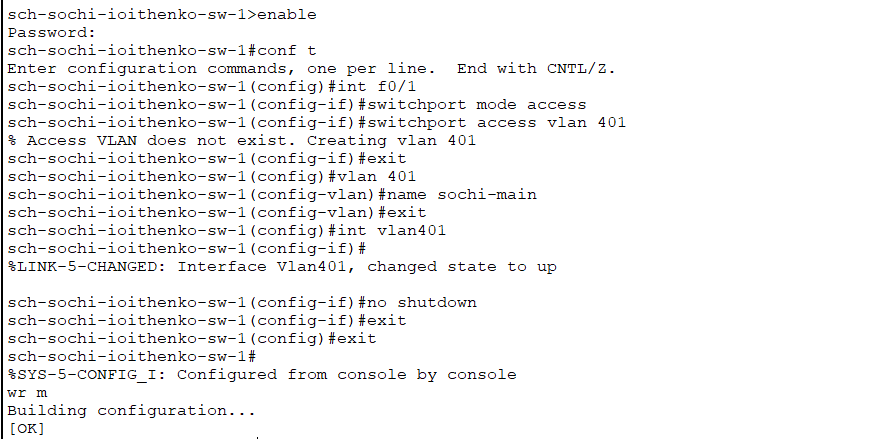 sch-sochi-ioithenko-sw-1>enable
Password:
sch-sochi-ioithenko-sw-1#conf t
Enter configuration commands, one per line.  End with CNTL/Z.
sch-sochi-ioithenko-sw-1(config)#int f0/1
sch-sochi-ioithenko-sw-1(config-if)#switchport mode access
sch-sochi-ioithenko-sw-1(config-if)#switchport access vlan 401
% Access VLAN does not exist. Creating vlan 401
sch-sochi-ioithenko-sw-1(config-if)#exit
sch-sochi-ioithenko-sw-1(config)#vlan 401
sch-sochi-ioithenko-sw-1(config-vlan)#name sochi-main
sch-sochi-ioithenko-sw-1(config-vlan)#exit
sch-sochi-ioithenko-sw-1(config)#int vlan401
sch-sochi-ioithenko-sw-1(config-if)#
%LINK-5-CHANGED: Interface Vlan401, changed state to up
sch-sochi-ioithenko-sw-1(config-if)#no shutdown
sch-sochi-ioithenko-sw-1(config-if)#exit
sch-sochi-ioithenko-sw-1(config)#exit
sch-sochi-ioithenko-sw-1#
%SYS-5-CONFIG_I: Configured from console by console
wr m
Building configuration...
[OK]